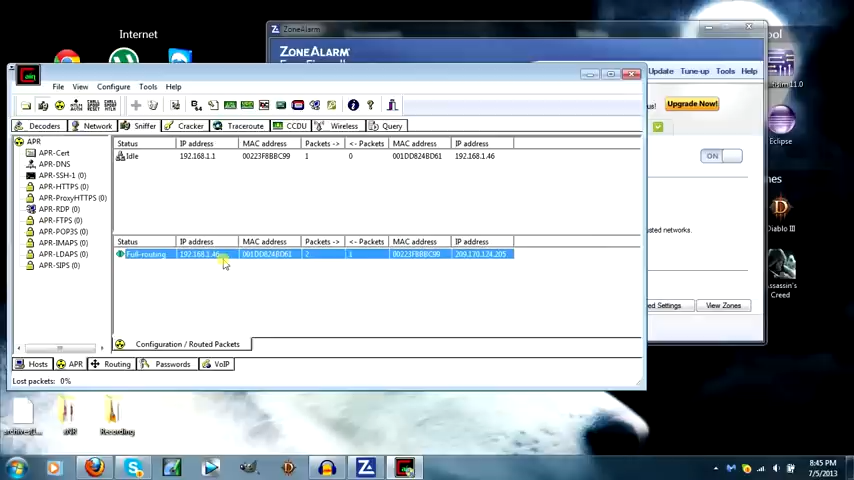 Internet
ZoneAlarm
ZONEALARM
Cain
File View Configure Tools Help
Update Tune-up Tools Help
Upgrade Now!
Decoders Network Sniffer Cracker Traceroute CCDU Wireless Query
ON
Eclipse
APR
APR-Cert
APR-DNS
APR-SSH-1 (0)
APR-HTTPS (0)
APR-ProxyHTTPS (0)
APR-RDP (0)
APR-FTPS (0)
APR-POP3S (0)
APR-IMAPS (0)
APR-LDAPS (0)
APR-SIPS (0)
Status IP address MAC address Packets -> <- Packets MAC address IP address
Idle 192.168.1.1 00223F8BBC99 1 0 001DD824BD61 192.168.1.46
Status IP address MAC address Packets -> <- Packets MAC address IP address
Full-routing 192.168.1.46 001DD824BD61 2 1 00223F8BBC99 209.170.124.205
usted networks.
Diablo III
Assassin's
Creed
ed Settings View Zones
Configuration / Routed Packets
Hosts APR Routing Passwords VoIP
Lost packets: 0%
Recording
8:45 PM
7/5/2013